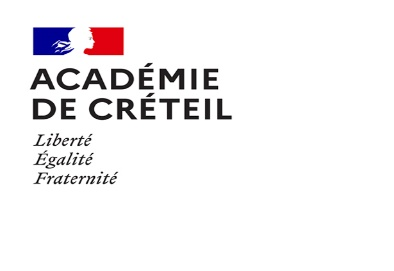 ACADÉMIE
DE CRÉTEIL
Liberté
Égalité
Fraternité